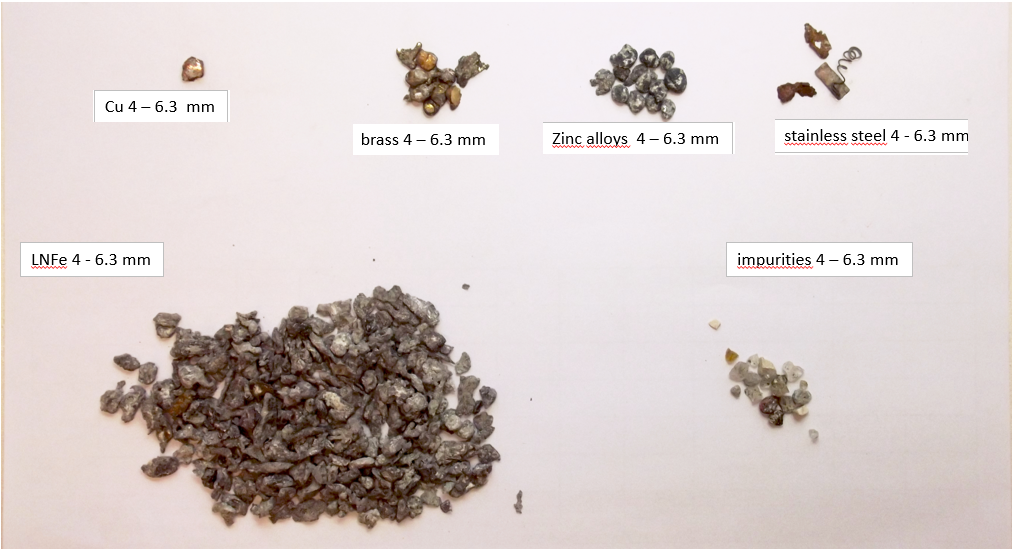 Cu 4 – 6.3 mm
brass 4 – 6.3 mm
Zinc alloys 4 – 6.3 mm
stainless steel 4 - 6.3 mm
LNFe 4 - 6.3 mm
impurities 4 – 6.3 mm